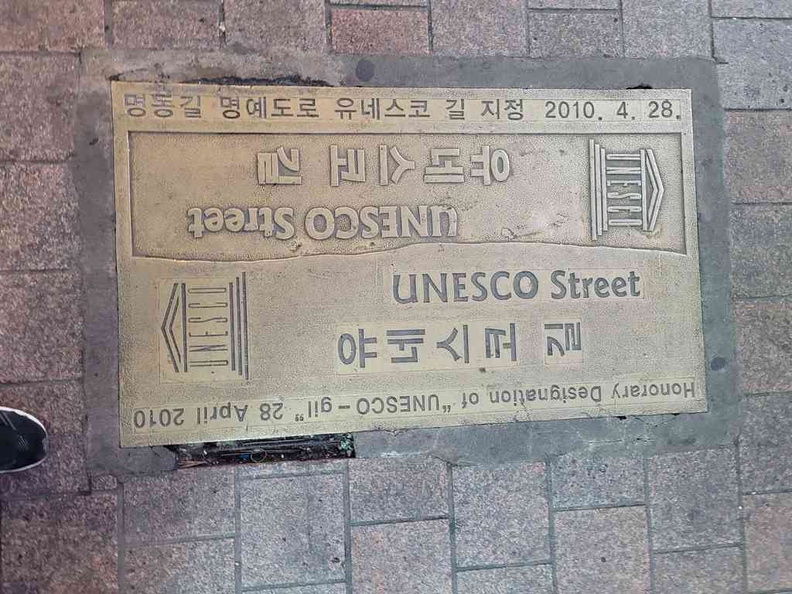 명동길 명예도로 유네스코 길 지정 2010. 4. 28.
유네스코 길
UNESCO
UNESCO Street
UNESCO Street
UNESCO
유네스코 길
Honorary Designation of "UNESCO-gil" 28 April 2010